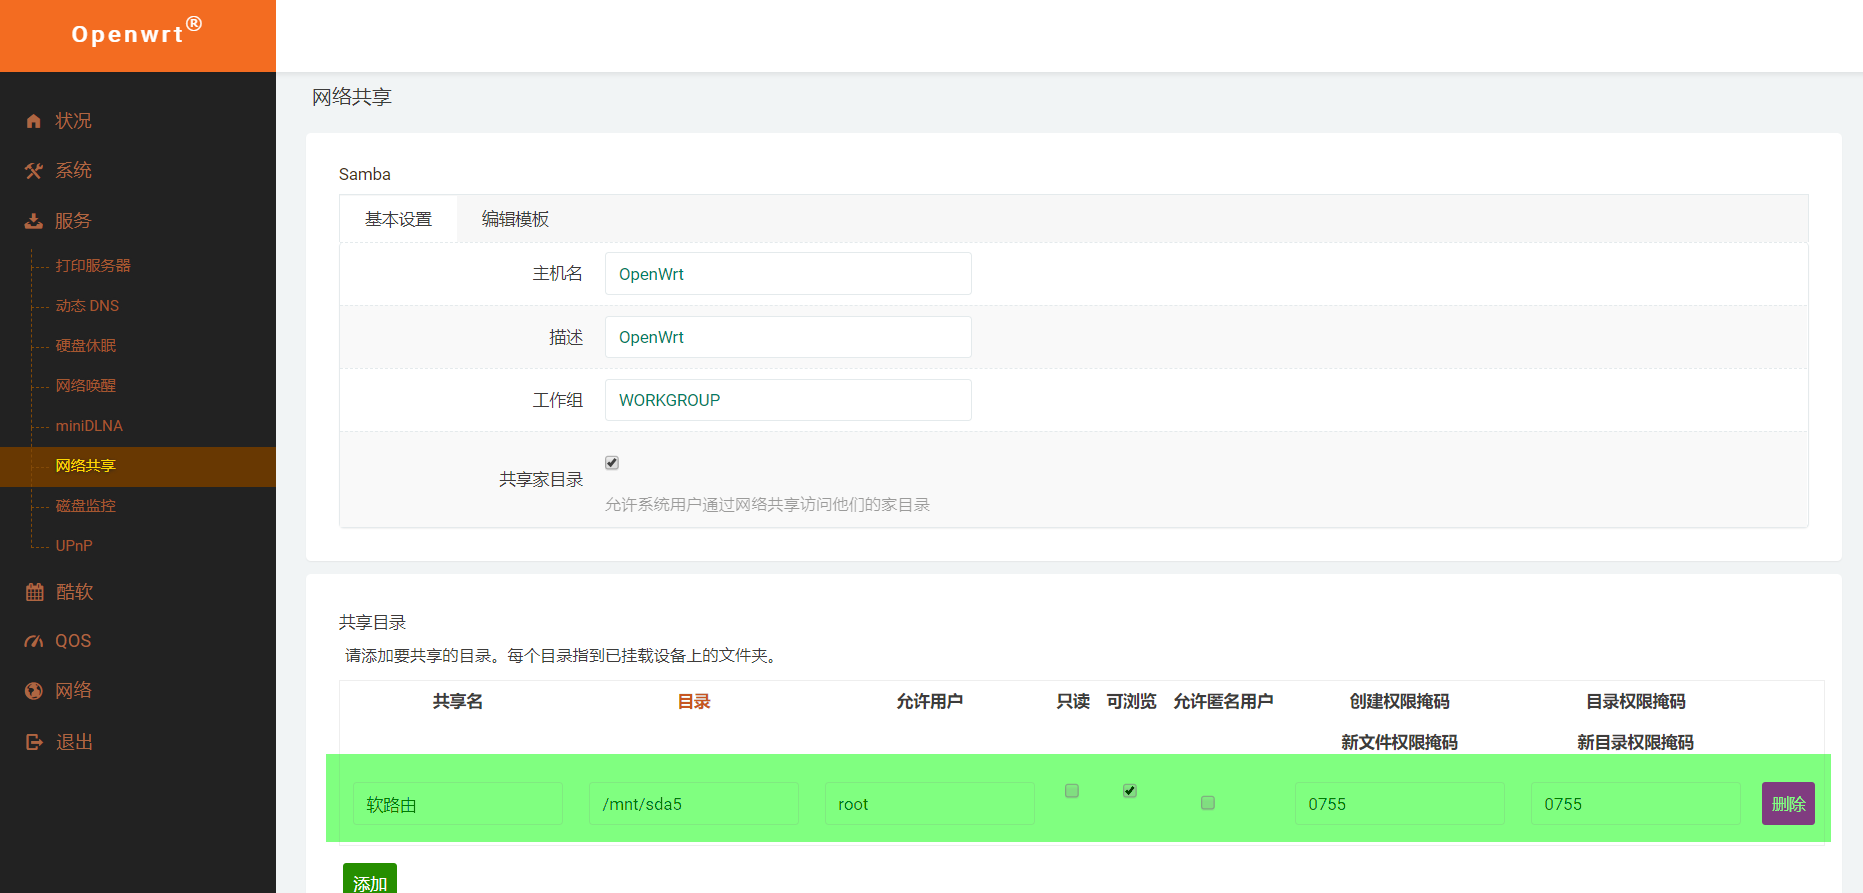 Openwrt®
状况
系统
服务
打印服务器
动态 DNS
硬盘休眠
网络唤醒
miniDLNA
网络共享
磁盘监控
UPnP
酷软
QOS
网络
退出
网络共享
Samba
基本设置 编辑模板
主机名 OpenWrt
描述 OpenWrt
工作组 WORKGROUP
共享家目录
允许系统用户通过网络共享访问他们的家目录
共享目录
请添加要共享的目录。每个目录指到已挂载设备上的文件夹。
共享名 目录 允许用户 只读 可浏览 允许匿名用户 创建权限掩码 目录权限掩码
新文件权限掩码 新目录权限掩码
软路由 /mnt/sda5 root 0755 0755 删除
添加